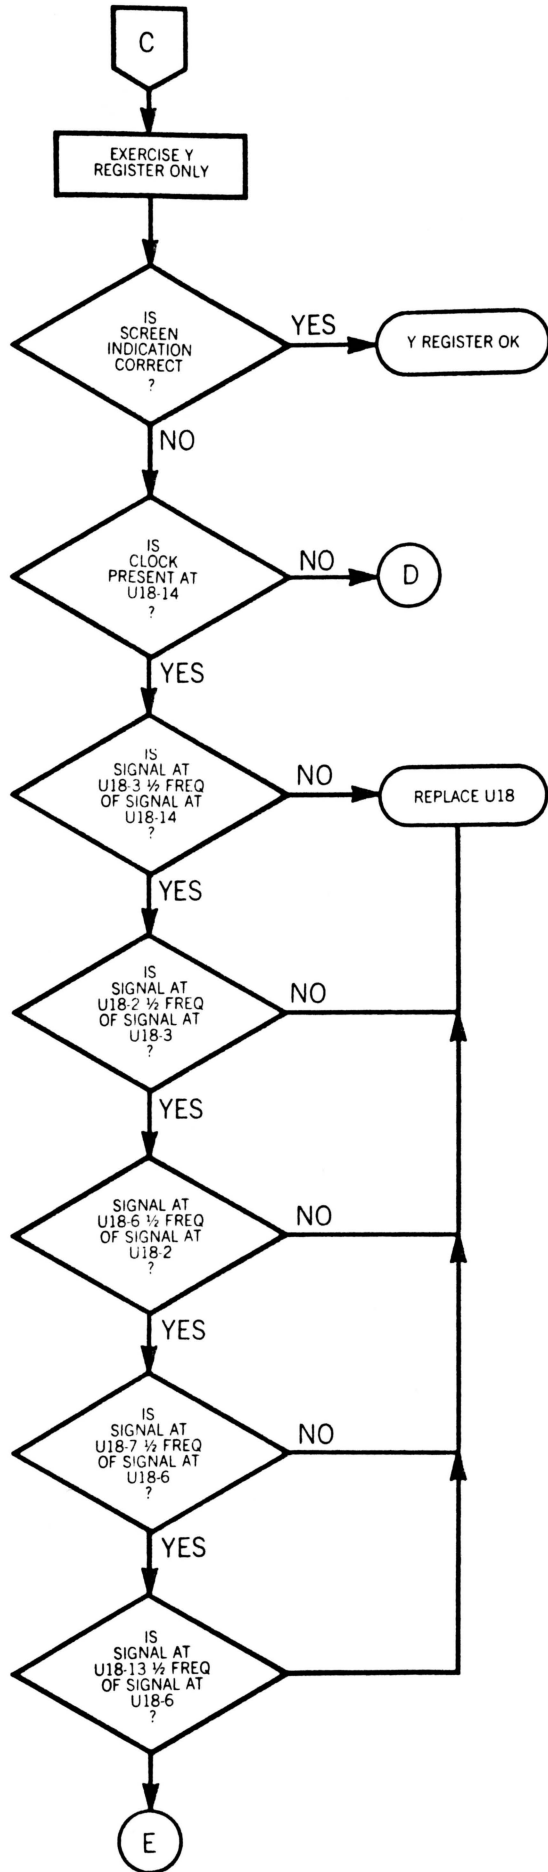 C
EXERCISE Y
REGISTER ONLY
IS
SCREEN
INDICATION
CORRECT
?
YES
Y REGISTER OK
NO
IS
CLOCK
PRESENT AT
U18-14
?
NO
D
YES
IS
SIGNAL AT
U18-3 ½ FREQ
OF SIGNAL AT
U18-14
?
NO
REPLACE U18
YES
IS
SIGNAL AT
U18-2 ½ FREQ
OF SIGNAL AT
U18-3
?
NO
YES
SIGNAL AT
U18-6 ½ FREQ
OF SIGNAL AT
U18-2
?
NO
YES
IS
SIGNAL AT
U18-7 ½ FREQ
OF SIGNAL AT
U18-6
?
NO
YES
IS
SIGNAL AT
U18-13 ½ FREQ
OF SIGNAL AT
U18-6
?
E